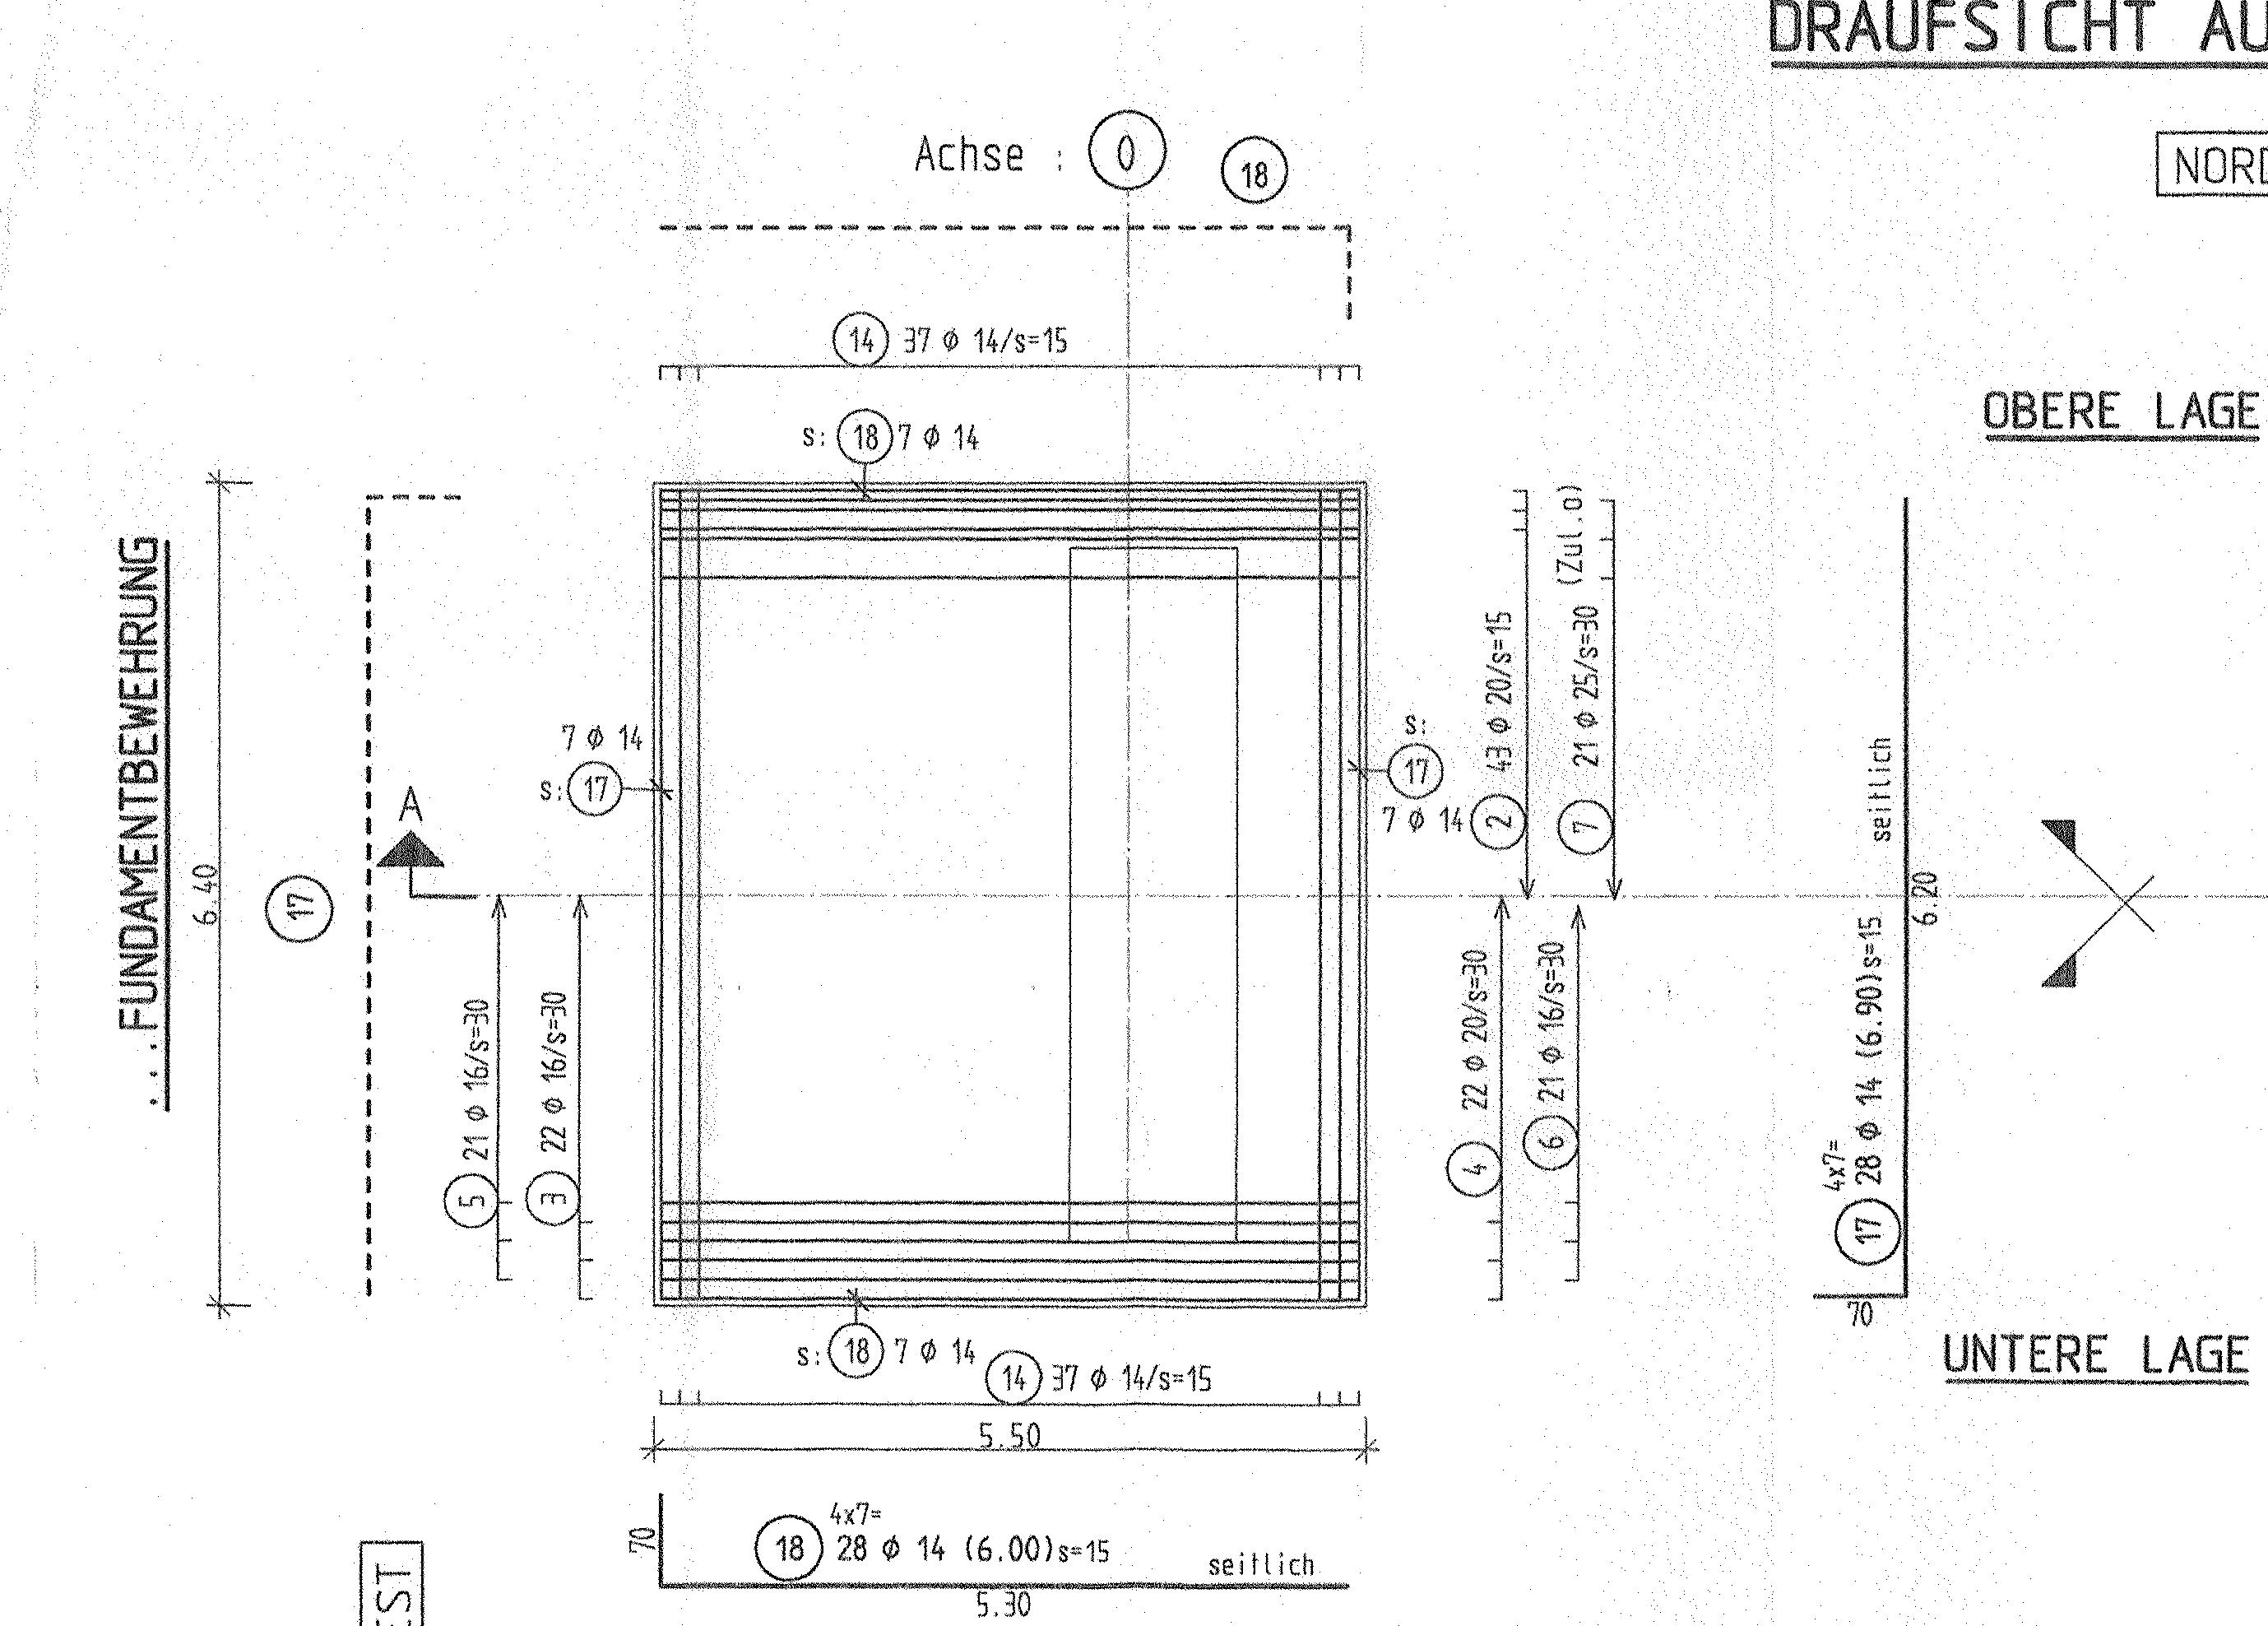 DRAUFSICHT AU
NORD
Achse : 0
18
14 37 ϕ 14/s=15
s: 18 7 ϕ 14
OBERE LAGE
...FUNDAMENTBEWEHRUNG
6.40
17
A
7 ϕ 14
s: 17
s:
17
7 ϕ 14
2 43 ϕ 20/s=15
7 21 ϕ 25/s=30 (Zul.o)
5 21 ϕ 16/s=30
3 22 ϕ 16/s=30
4 22 ϕ 20/s=30
6 21 ϕ 16/s=30
seitlich
4x7=
17 28 ϕ 14 (6.90)s=15
6.20
70
UNTERE LAGE
s: 18 7 ϕ 14
14 37 ϕ 14/s=15
5.50
70
4x7=
18 28 ϕ 14 (6.00)s=15
seitlich
5.30
EST